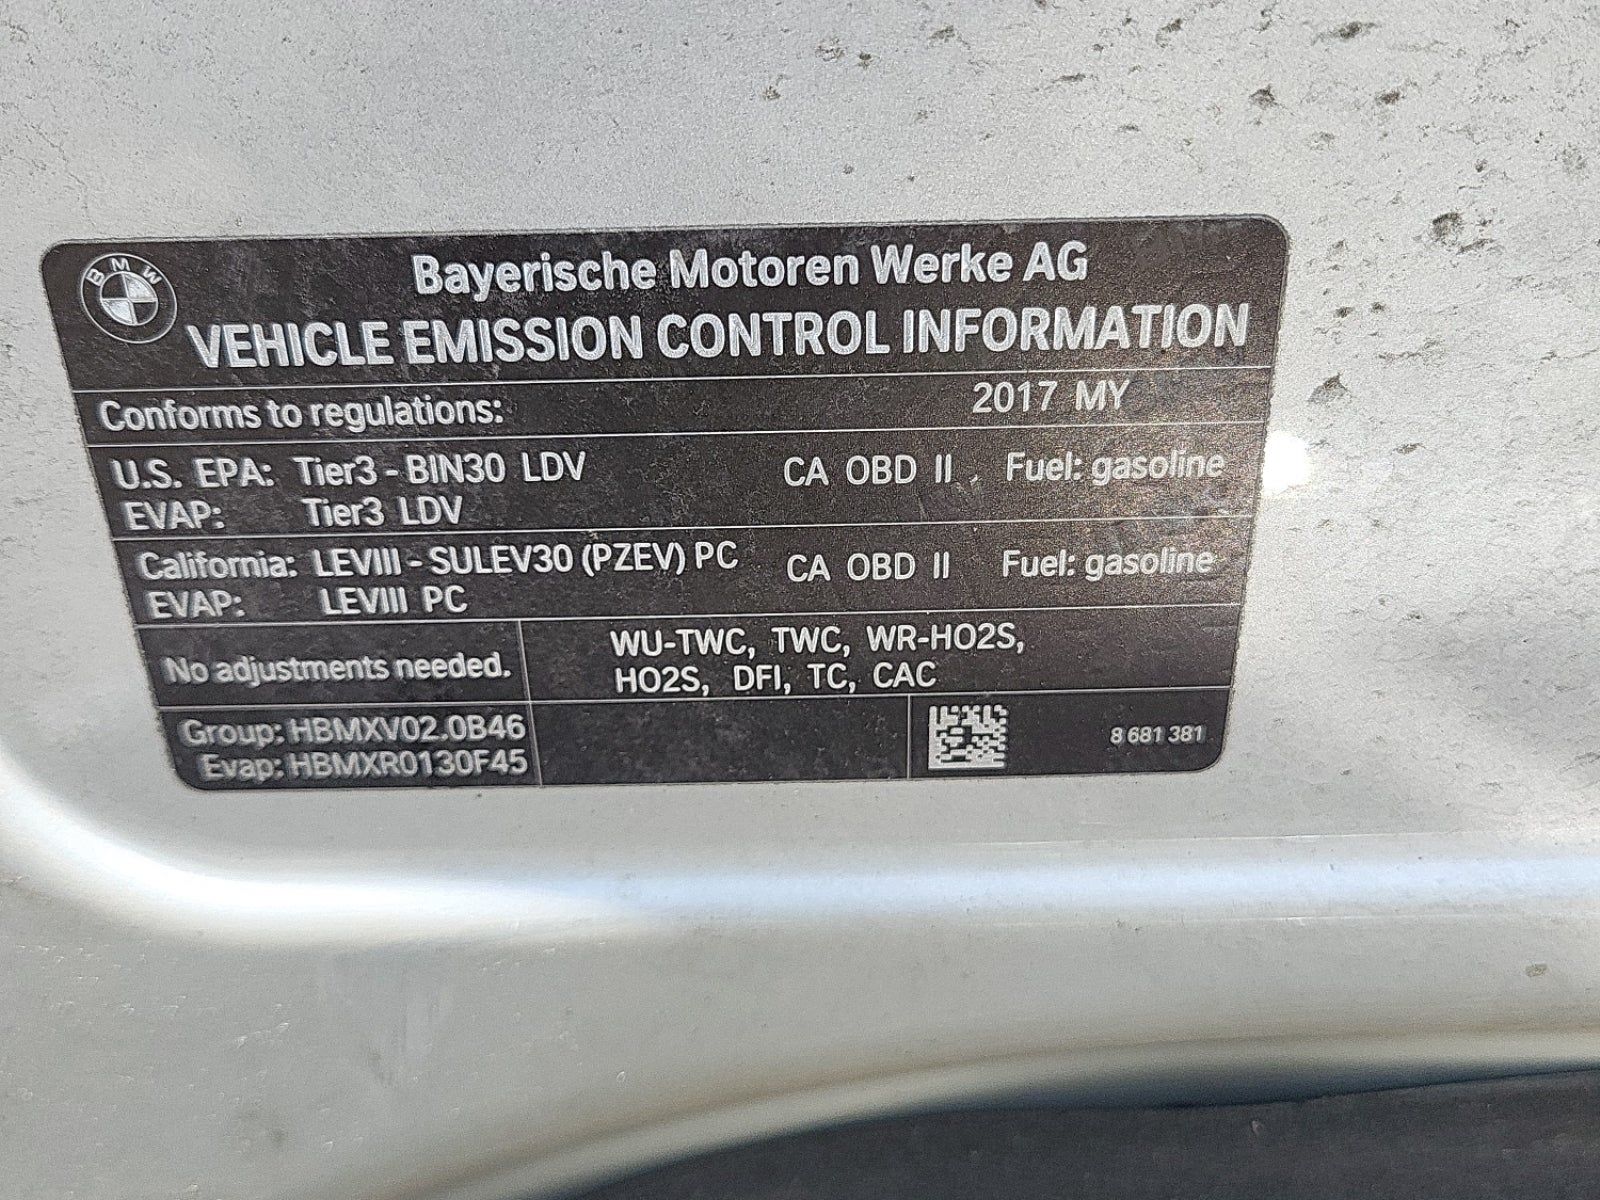 BMW
Bayerische Motoren Werke AG
VEHICLE EMISSION CONTROL INFORMATION
Conforms to regulations: 2017 MY
U.S. EPA: Tier3 - BIN30 LDV CA OBD II Fuel: gasoline
EVAP: Tier3 LDV
California: LEVIII - SULEV30 (PZEV) PC CA OBD II Fuel: gasoline
EVAP: LEVIII PC
No adjustments needed.
WU-TWC, TWC, WR-HO2S,
HO2S, DFI, TC, CAC
Group: HBMXV02.0B46
Evap: HBMXR0130F45
8 681 381